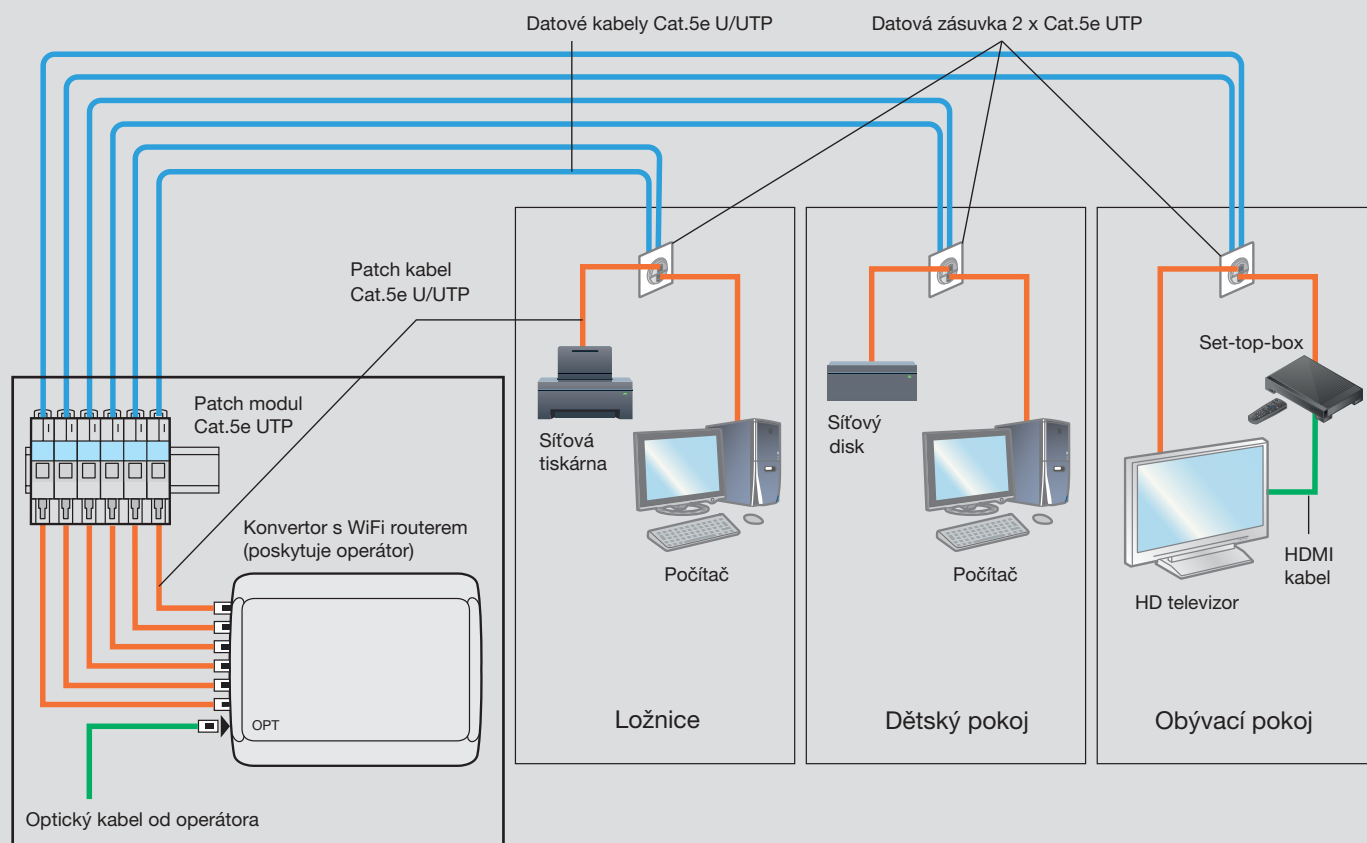 Datové kabely Cat.5e U/UTP
Datová zásuvka 2 x Cat.5e UTP
Patch kabel
Cat.5e U/UTP
Set-top-box
Patch modul
Cat.5e UTP
Síťová
tiskárna
Síťový
disk
Konvertor s WiFi routerem
(poskytuje operátor)
Počítač
Počítač
HDMI
kabel
HD televizor
OPT
Ložnice
Dětský pokoj
Obývací pokoj
Optický kabel od operátora